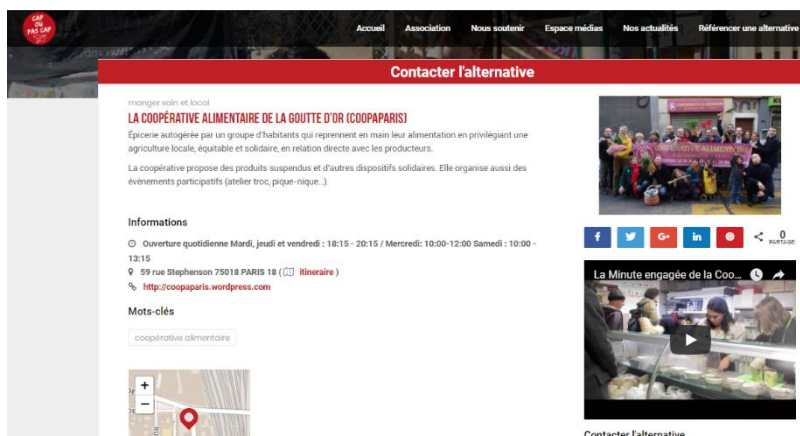 CAP
OU
PAS CAP
Accueil Association Nous soutenir Espace médias Nos actualités Référencer une alternative
Contacter l'alternative
manger sain et local
LA COOPÉRATIVE ALIMENTAIRE DE LA GOUTTE D'OR (COOPAPARIS)
Épicerie autogérée par un groupe d'habitants qui reprennent en main leur alimentation en privilégiant une
agriculture locale, équitable et solidaire, en relation directe avec les producteurs.
La coopérative propose des produits suspendus et d'autres dispositifs solidaires. Elle organise aussi des
événements participatifs (atelier troc, pique-nique..).
Informations
Ouverture quotidienne Mardi, jeudi et vendredi : 18:15 - 20:15 / Mercredi: 10:00-12:00 Samedi : 10:00 -
13:15
59 rue Stephenson 75018 PARIS 18 ( itineraire )
http://coopaparis.wordpress.com
Mots-clés
coopérative alimentaire
+
−
COOPÉRATIVE ALIMENTAIRE
f G+ in
0
PARTAGE
La Minute engagée de la Coo...
Contacter l'alternative